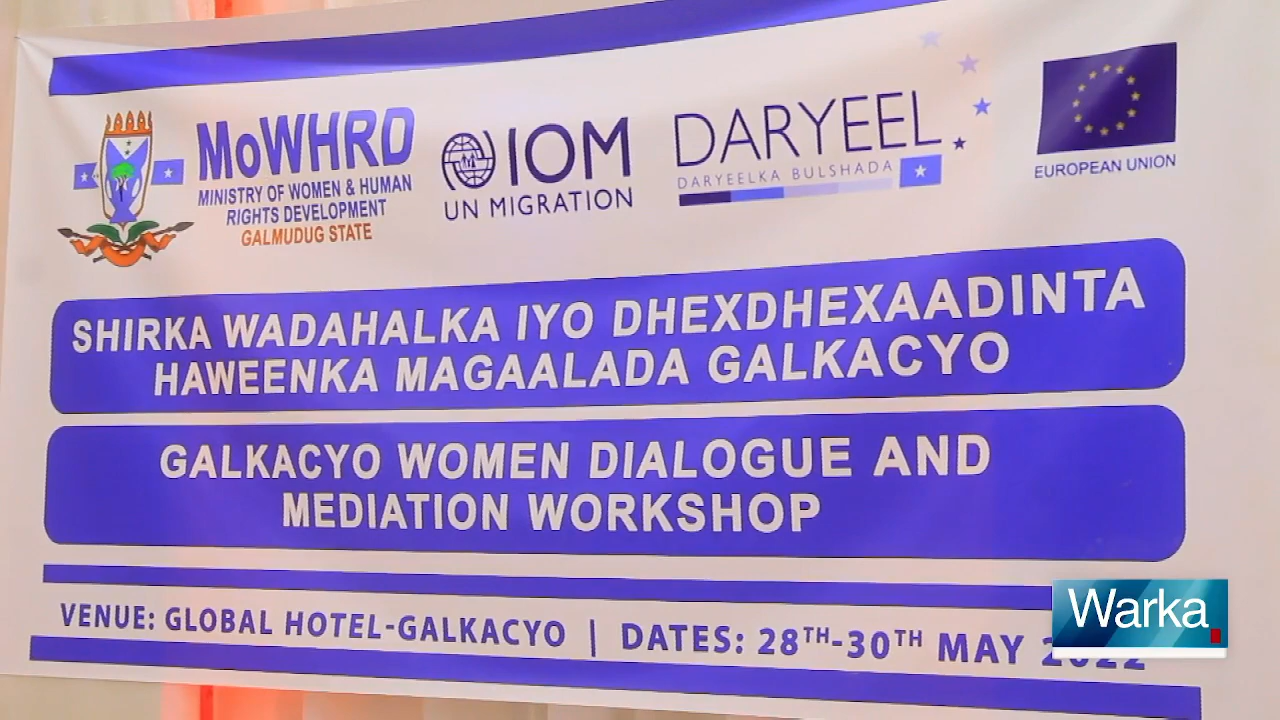 MoWHRD
MINISTRY OF WOMEN & HUMAN
RIGHTS DEVELOPMENT
GALMUDUG STATE
IOM
UN MIGRATION
DARYEEL
DARYEELKA BULSHADA
EUROPEAN UNION
SHIRKA WADAHALKA IYO DHEXDHEXAADINTA
HAWEENKA MAGAALADA GALKACYO
GALKACYO WOMEN DIALOGUE AND
MEDIATION WORKSHOP
VENUE: GLOBAL HOTEL-GALKACYO | DATES: 28TH-30TH MAY 2022
Warka.